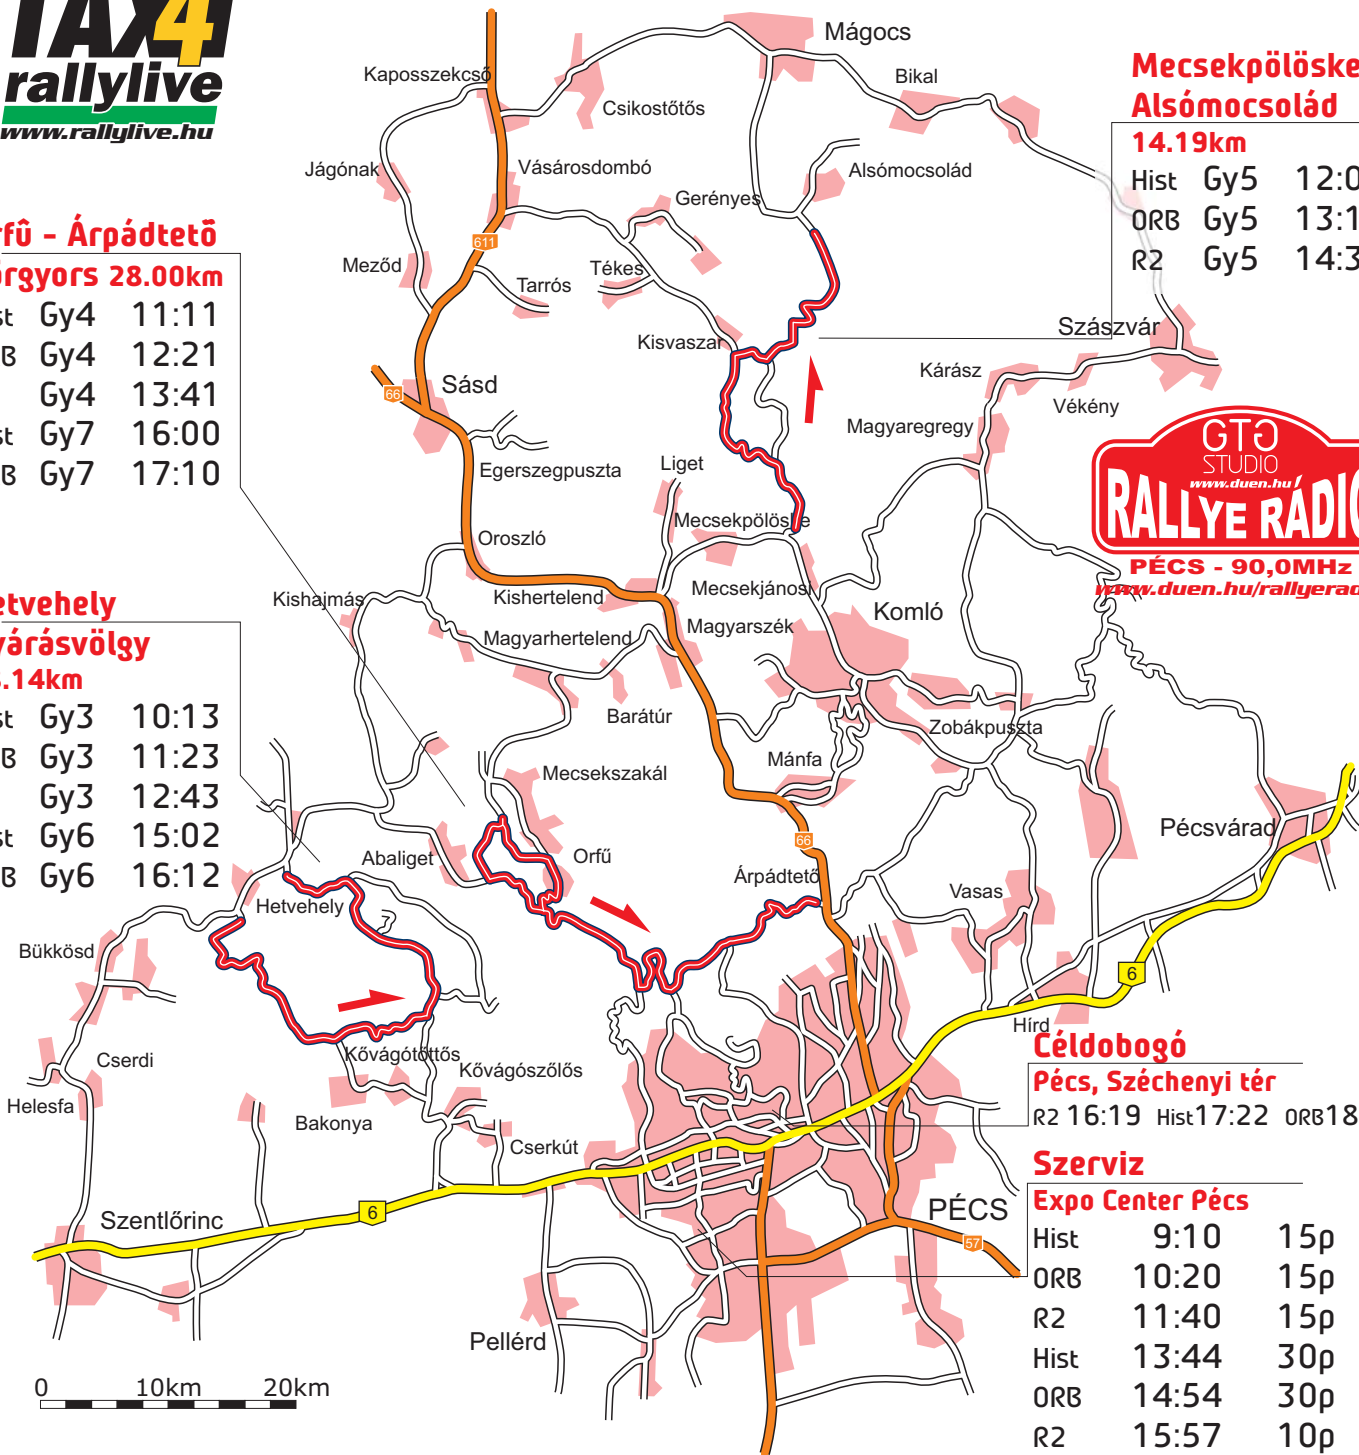 TAX4
rallylive
www.rallylive.hu
Mecsekpölöske
Alsómocsolád
14.19km
Hist Gy5 12:0
ORB Gy5 13:1
R2 Gy5 14:3
rfû - Árpádtető
örgyors 28.00km
st Gy4 11:11
B Gy4 12:21
Gy4 13:41
st Gy7 16:00
B Gy7 17:10
etvehely
várásvölgy
.14km
st Gy3 10:13
B Gy3 11:23
Gy3 12:43
st Gy6 15:02
B Gy6 16:12
GTG
STUDIO
www.duen.hu
RALLYE RÁDIÓ
PÉCS - 90,0MHz
www.duen.hu/rallyerad
Céldobogó
Pécs, Széchenyi tér
R2 16:19 Hist 17:22 ORB 18
Szerviz
Expo Center Pécs
Hist 9:10 15p
ORB 10:20 15p
R2 11:40 15p
Hist 13:44 30p
ORB 14:54 30p
R2 15:57 10p
Mágocs
Kaposszekcső
Bikal
Csikostőtős
Jágónak
Vásárosdombó
Alsómocsolád
Gerényes
611
Meződ
Tékes
Tarrós
Kisvaszar
Szászvár
Kárász
Sásd
66
Vékény
Magyaregregy
Egerszegpuszta
Liget
Mecsekpölöske
Oroszló
Mecsekjánosi
Kishajmás
Kishertelend
Komló
Magyarszék
Magyarhertelend
Barátúr
Zobákpuszta
Mánfa
Mecsekszakál
Pécsvárad
66
Abaliget
Orfű
Árpádtető
Vasas
Hetvehely
Bükkösd
6
Hírd
Cserdi
Kővágótőttős
Kővágószőlős
Helesfa
Bakonya
Cserkút
Szentlőrinc
6
PÉCS
57
Pellérd
0 10km 20km